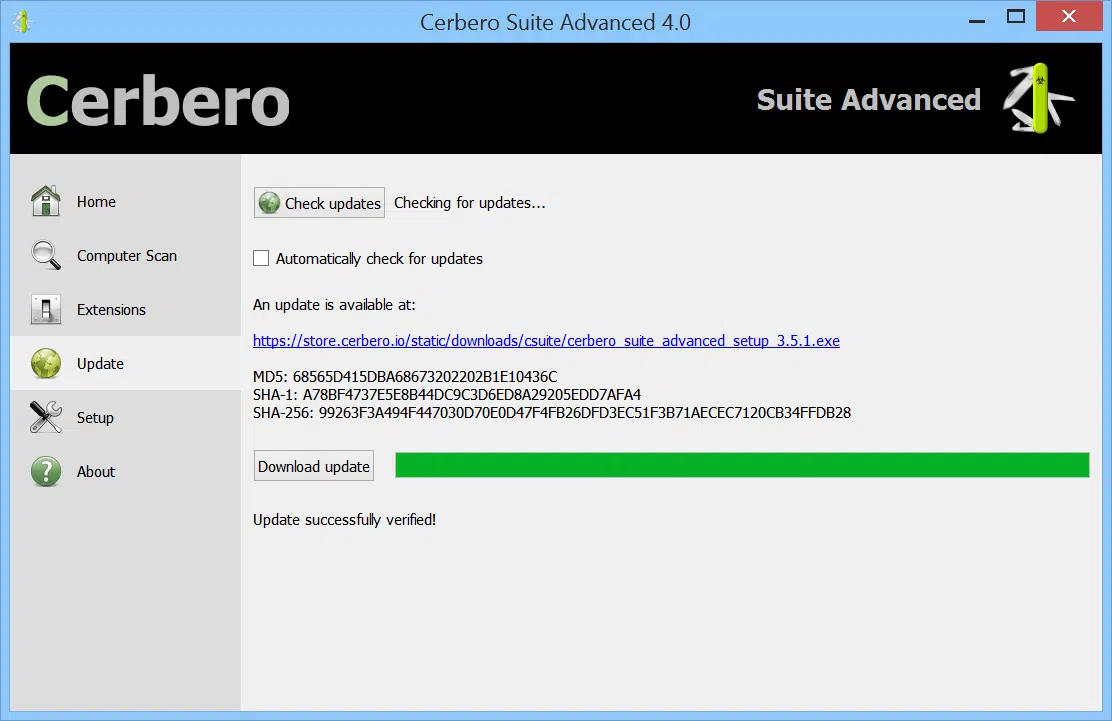 Cerbero Suite Advanced 4.0
Cerbero
Suite Advanced
Home
Computer Scan
Extensions
Update
Setup
About
Check updates
Checking for updates...
Automatically check for updates
An update is available at:
https://store.cerbero.io/static/downloads/csuite/cerbero_suite_advanced_setup_3.5.1.exe
MD5: 68565D415DBA68673202202B1E10436C
SHA-1: A78BF4737E5E8B44DC9C3D6ED8A29205EDD7AFA4
SHA-256: 99263F3A494F447030D70E0D47F4FB26DFD3EC51F3B71AECEC7120CB34FFDB28
Download update
Update successfully verified!